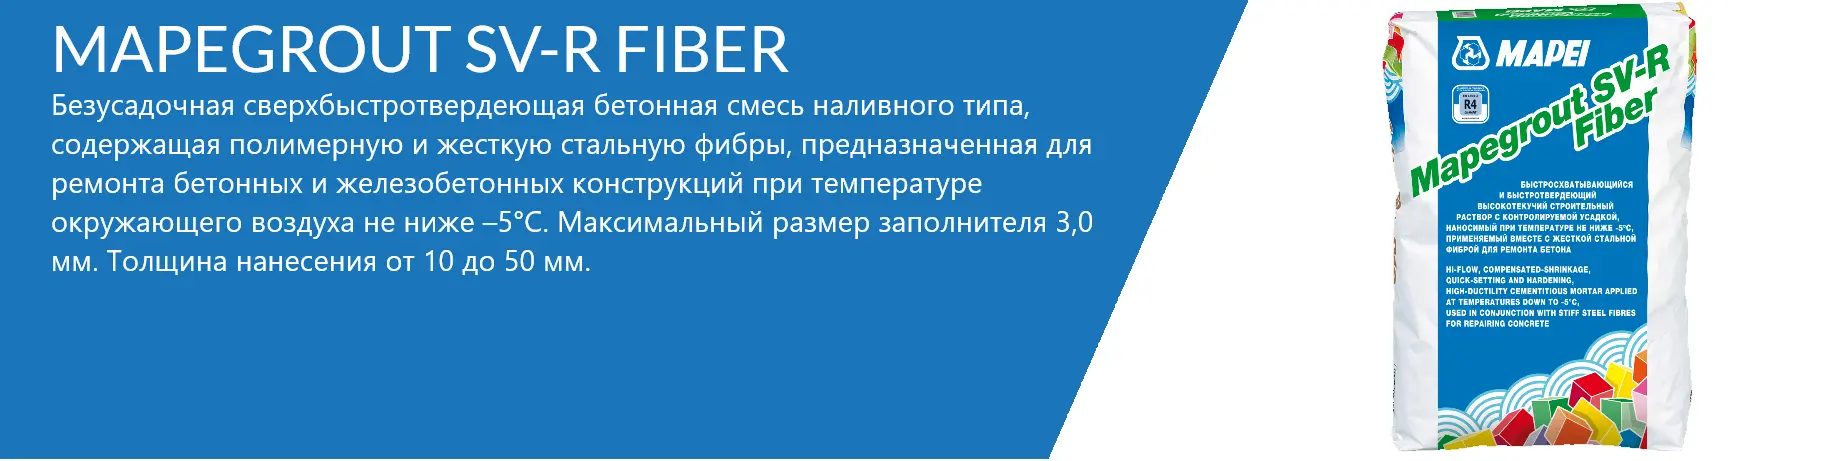 MAPEGROUT SV-R FIBER
Безусадочная сверхбыстротвердеющая бетонная смесь наливного типа,
содержащая полимерную и жесткую стальную фибры, предназначенная для
ремонта бетонных и железобетонных конструкций при температуре
окружающего воздуха не ниже –5°C. Максимальный размер заполнителя 3,0
мм. Толщина нанесения от 10 до 50 мм.
MAPEI
R4
Mapegrout SV-R
Fiber
БЫСТРОСХВАТЫВАЮЩИЙСЯ
И БЫСТРОТВЕРДЕЮЩИЙ
ВЫСОКОТЕКУЧИЙ СТРОИТЕЛЬНЫЙ
РАСТВОР С КОНТРОЛИРУЕМОЙ УСАДКОЙ,
НАНОСИМЫЙ ПРИ ТЕМПЕРАТУРЕ НЕ НИЖЕ -5°C,
ПРИМЕНЯЕМЫЙ ВМЕСТЕ С ЖЕСТКОЙ СТАЛЬНОЙ
ФИБРОЙ ДЛЯ РЕМОНТА БЕТОНА
HI-FLOW, COMPENSATED-SHRINKAGE,
QUICK-SETTING AND HARDENING,
HIGH-DUCTILITY CEMENTITIOUS MORTAR APPLIED
AT TEMPERATURES DOWN TO -5°C,
USED IN CONJUNCTION WITH STIFF STEEL FIBRES
FOR REPAIRING CONCRETE